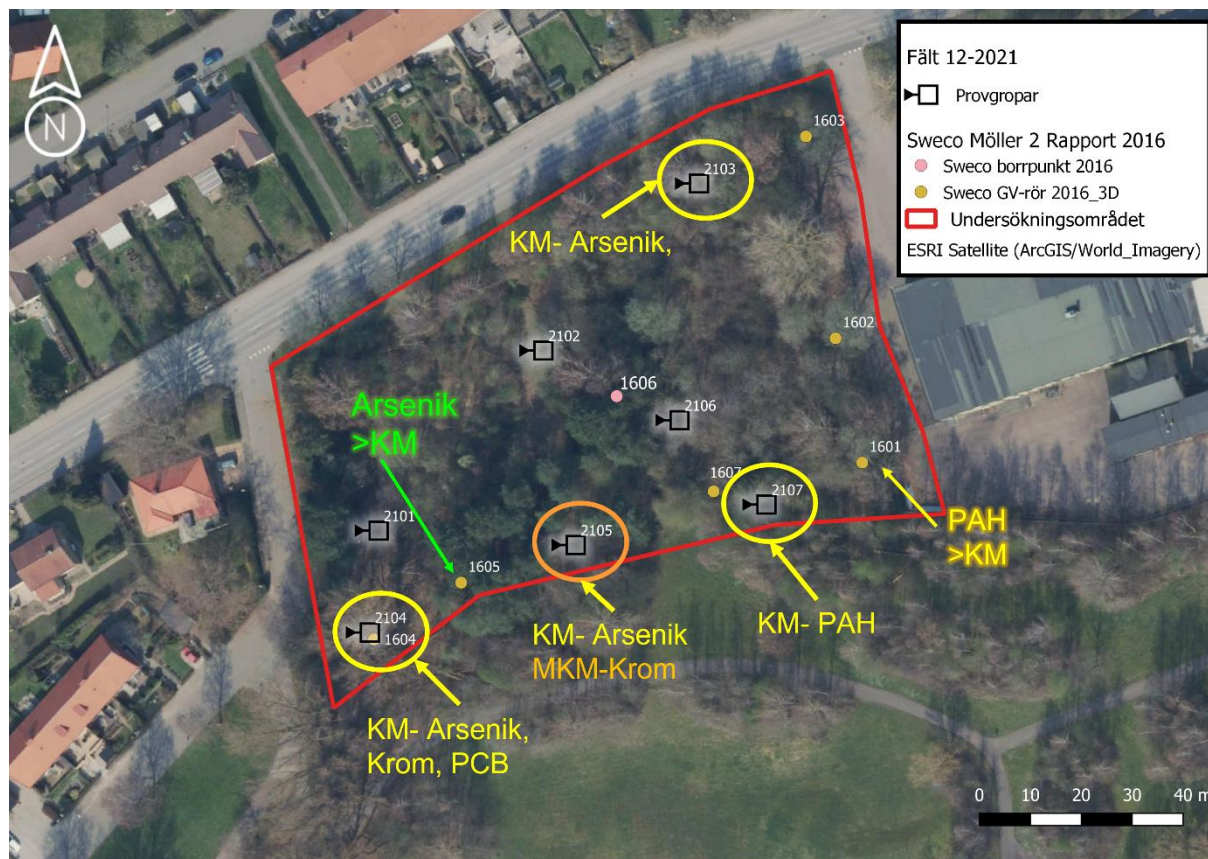 N
Fält 12-2021
Provgropar
Sweco Möller 2 Rapport 2016
Sweco borrpunkt 2016
Sweco GV-rör 2016_3D
Undersökningsområdet
ESRI Satellite (ArcGIS/World_Imagery)
1603
2103
KM- Arsenik,
1602
2102
1606
2106
Arsenik
>KM
1601
1607
2107
PAH
>KM
2101
2105
1605
KM- PAH
2104
1604
KM- Arsenik
MKM-Krom
KM- Arsenik,
Krom, PCB
0 10 20 30 40 m